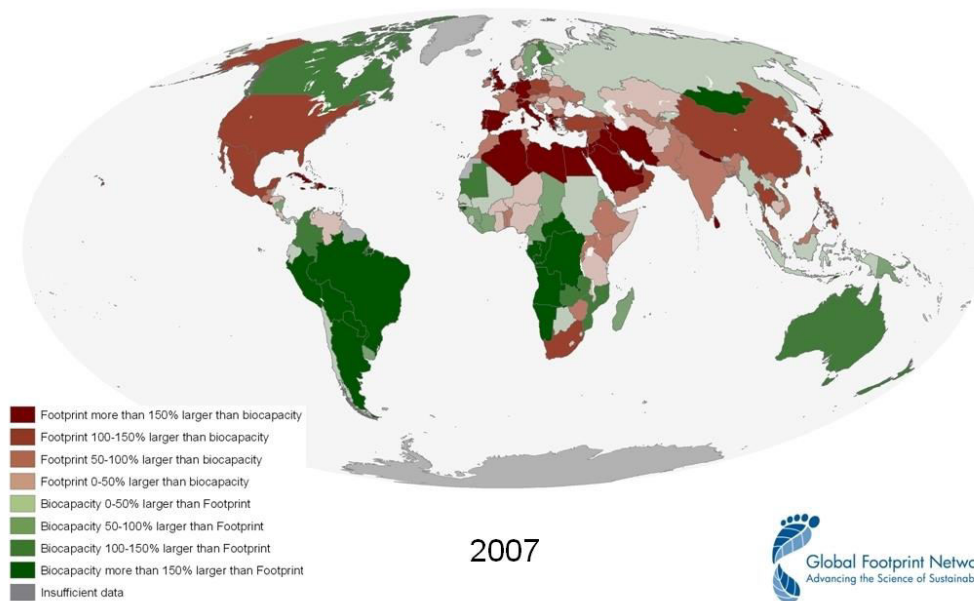 Footprint more than 150% larger than biocapacity
Footprint 100-150% larger than biocapacity
Footprint 50-100% larger than biocapacity
Footprint 0-50% larger than biocapacity
Biocapacity 0-50% larger than Footprint
Biocapacity 50-100% larger than Footprint
Biocapacity 100-150% larger than Footprint
Biocapacity more than 150% larger than Footprint
Insufficient data
2007
Global Footprint Netwo
Advancing the Science of Sustainab